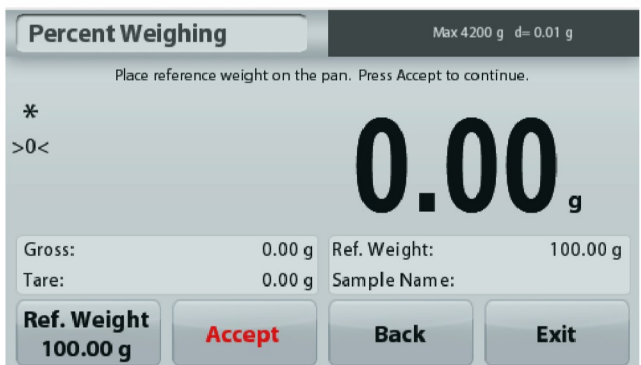 Percent Weighing
Max 4200 g d= 0.01 g
Place reference weight on the pan. Press Accept to continue.
*
>0<
0.00 g
Gross: 0.00 g
Ref. Weight: 100.00 g
Tare: 0.00 g
Sample Name:
Ref. Weight
100.00 g
Accept
Back
Exit